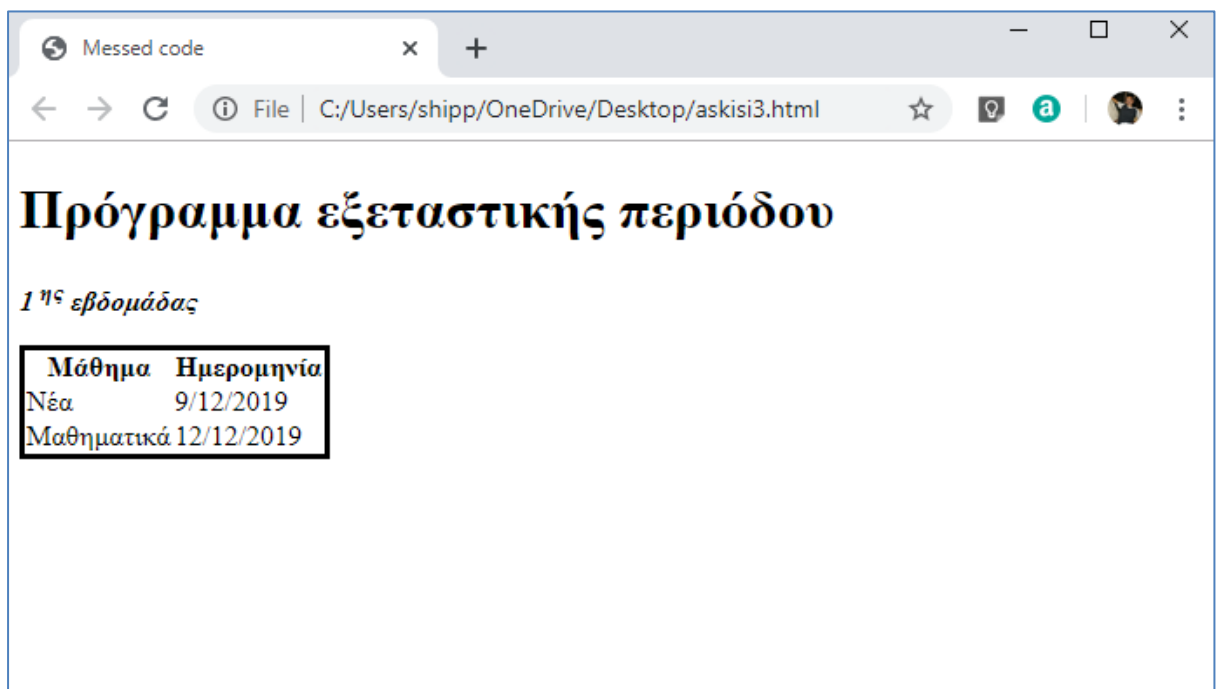 Messed code
File | C:/Users/shipp/OneDrive/Desktop/askisi3.html
a
Πρόγραμμα εξεταστικής περιόδου
1 ης εβδομάδας
Μάθημα Ημερομηνία
Νέα 9/12/2019
Μαθηματικά 12/12/2019